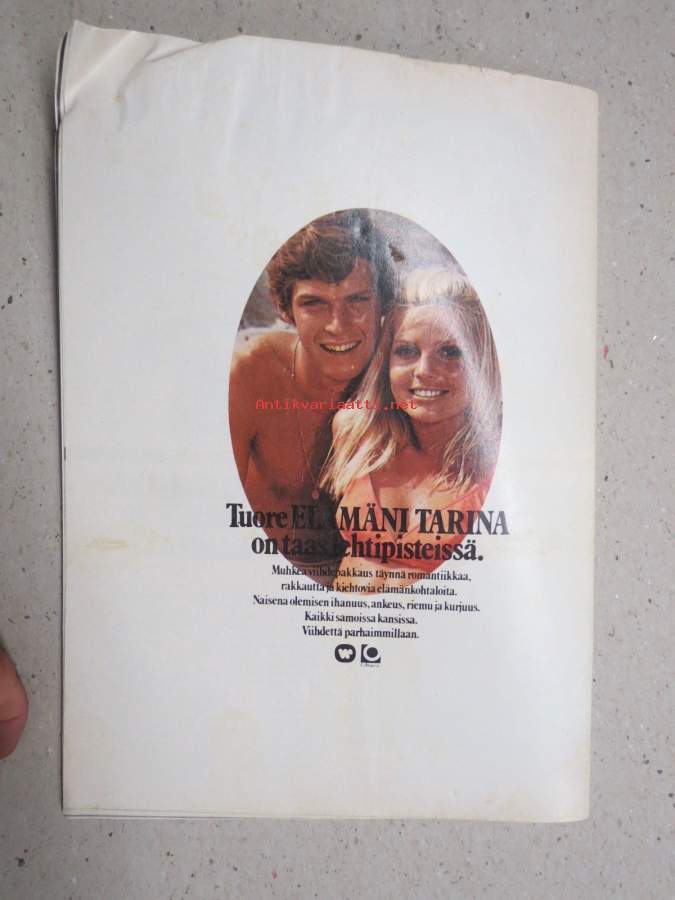 Antikvariaatti.net
Tuore ELÄMÄNI TARINA
on taas lehtipisteissä.
Muhkea viihdepakkaus täynnä romantiikkaa,
rakkautta ja kiehtovia elämänkohtaloita.
Naisena olemisen ihanuus, ankeus, riemu ja kurjuus.
Kaikki samoissa kansissa.
Viihdettä parhaimmillaan.